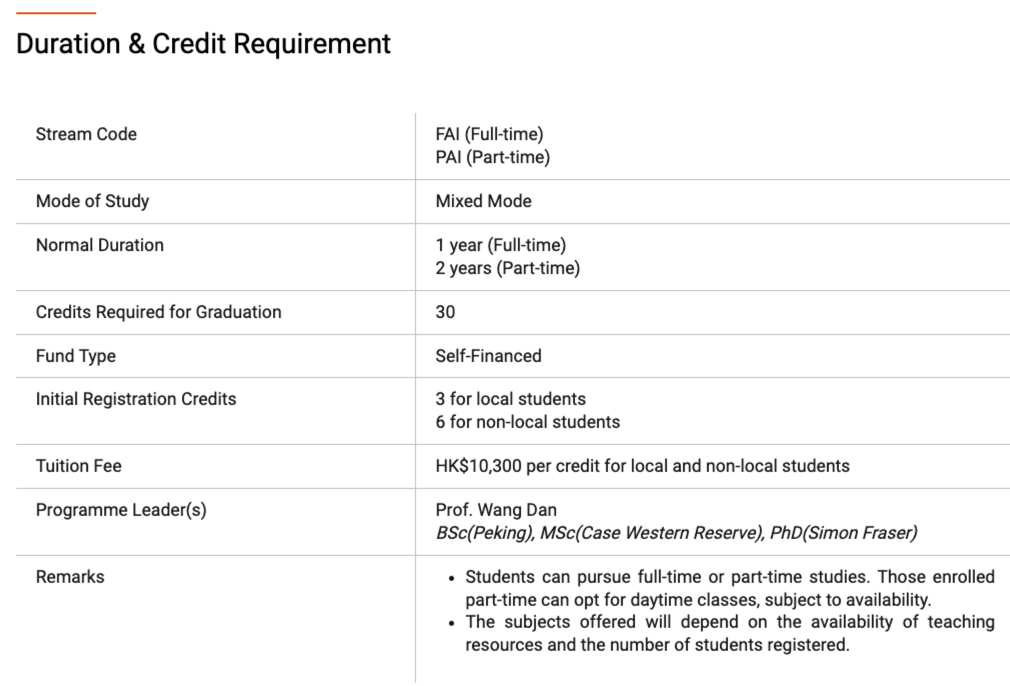 Duration & Credit Requirement
Stream Code
FAI (Full-time)
PAI (Part-time)
Mode of Study
Mixed Mode
Normal Duration
1 year (Full-time)
2 years (Part-time)
Credits Required for Graduation
30
Fund Type
Self-Financed
Initial Registration Credits
3 for local students
6 for non-local students
Tuition Fee
HK$10,300 per credit for local and non-local students
Programme Leader(s)
Prof. Wang Dan
BSc(Peking), MSc(Case Western Reserve), PhD(Simon Fraser)
Remarks
• Students can pursue full-time or part-time studies. Those enrolled
part-time can opt for daytime classes, subject to availability.
• The subjects offered will depend on the availability of teaching
resources and the number of students registered.